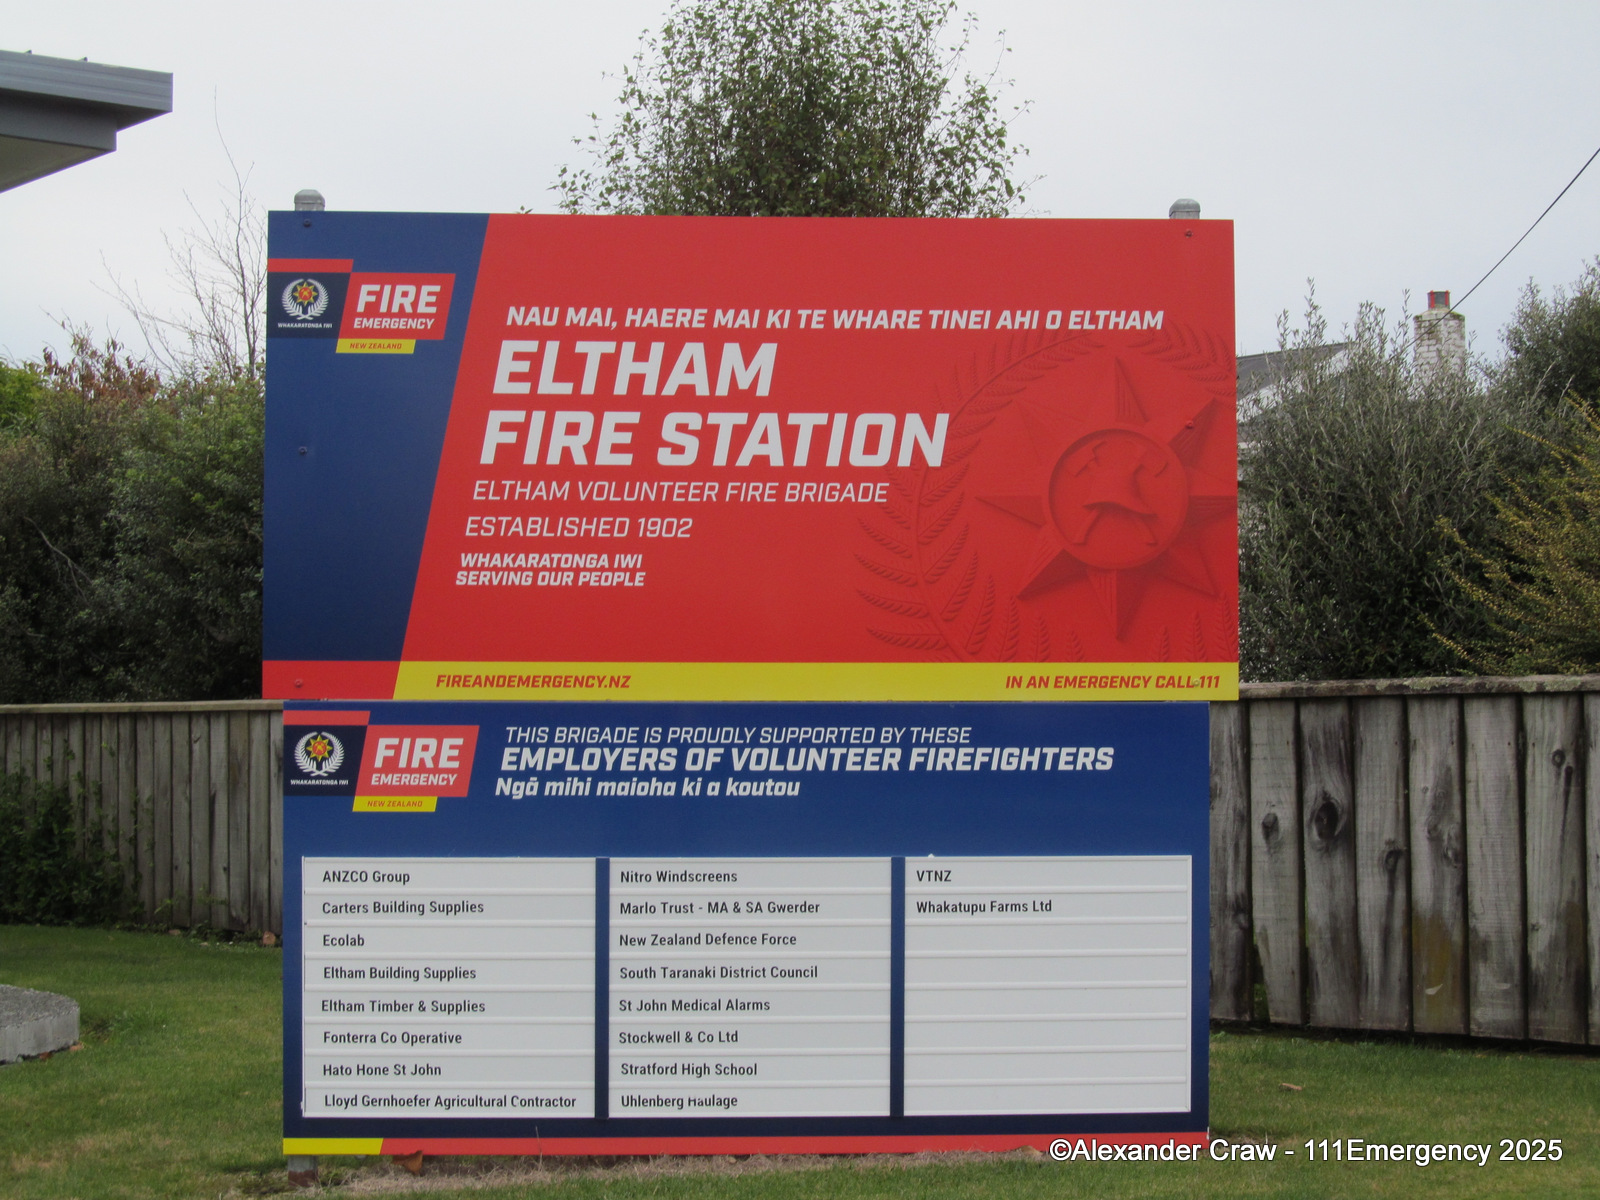 WHAKARATONGA IWI
FIRE
EMERGENCY
NEW ZEALAND
NAU MAI, HAERE MAI KI TE WHARE TINEI AHI O ELTHAM
ELTHAM
FIRE STATION
ELTHAM VOLUNTEER FIRE BRIGADE
ESTABLISHED 1902
WHAKARATONGA IWI
SERVING OUR PEOPLE
FIREANDEMERGENCY.NZ
IN AN EMERGENCY CALL 111
WHAKARATONGA IWI
FIRE
EMERGENCY
NEW ZEALAND
THIS BRIGADE IS PROUDLY SUPPORTED BY THESE
EMPLOYERS OF VOLUNTEER FIREFIGHTERS
Ngā mihi maioha ki a koutou
ANZCO Group
Carters Building Supplies
Ecolab
Eltham Building Supplies
Eltham Timber & Supplies
Fonterra Co Operative
Hato Hone St John
Lloyd Gernhoefer Agricultural Contractor
Nitro Windscreens
Marlo Trust - MA & SA Gwerder
New Zealand Defence Force
South Taranaki District Council
St John Medical Alarms
Stockwell & Co Ltd
Stratford High School
Uhlenberg Haulage
VTNZ
Whakatupu Farms Ltd
©Alexander Craw - 111Emergency 2025